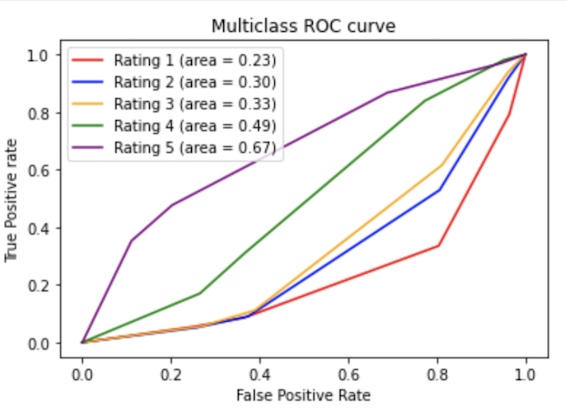 Multiclass ROC curve
1.0
0.8
0.6
0.4
0.2
0.0
True Positive rate
Rating 1 (area = 0.23)
Rating 2 (area = 0.30)
Rating 3 (area = 0.33)
Rating 4 (area = 0.49)
Rating 5 (area = 0.67)
0.0 0.2 0.4 0.6 0.8 1.0
False Positive Rate